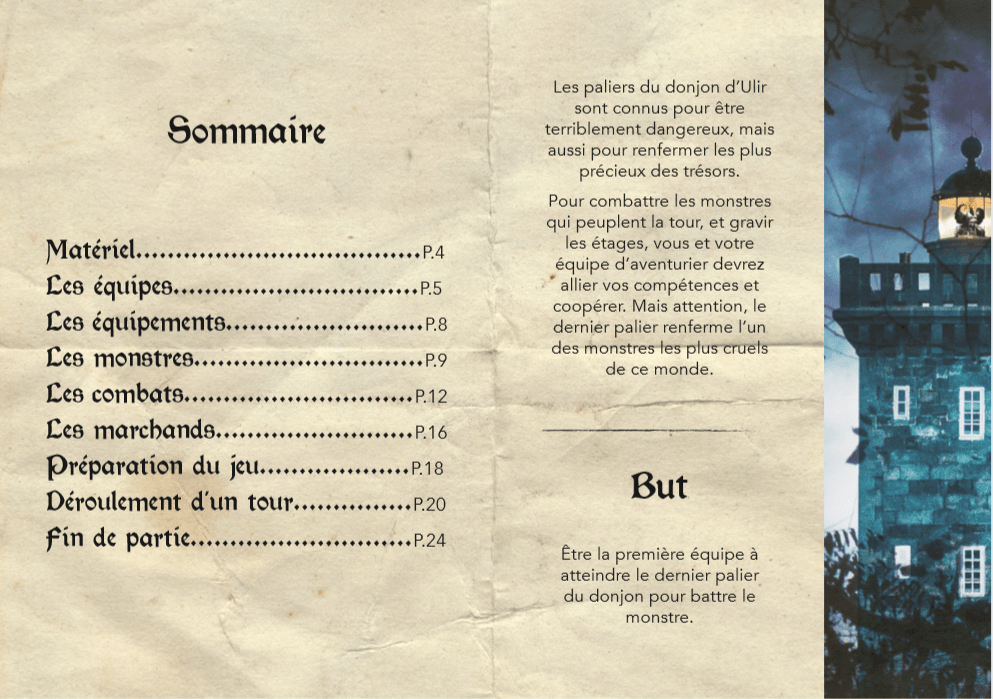 Sommaire
Matériel........................................P.4
Les équipes..................................P.5
Les équipements...........................P.8
Les monstres................................P.9
Les combats................................P.12
Les marchands............................P.16
Préparation du jeu.....................P.18
Déroulement d'un tour................P.20
Fin de partie...............................P.24
Les paliers du donjon d'Ulir
sont connus pour être
terriblement dangereux, mais
aussi pour renfermer les plus
précieux des trésors.
Pour combattre les monstres
qui peuplent la tour, et gravir
les étages, vous et votre
équipe d'aventurier devrez
allier vos compétences et
coopérer. Mais attention, le
dernier palier renferme l'un
des monstres les plus cruels
de ce monde.
But
Être la première équipe à
atteindre le dernier palier
du donjon pour battre le
monstre.